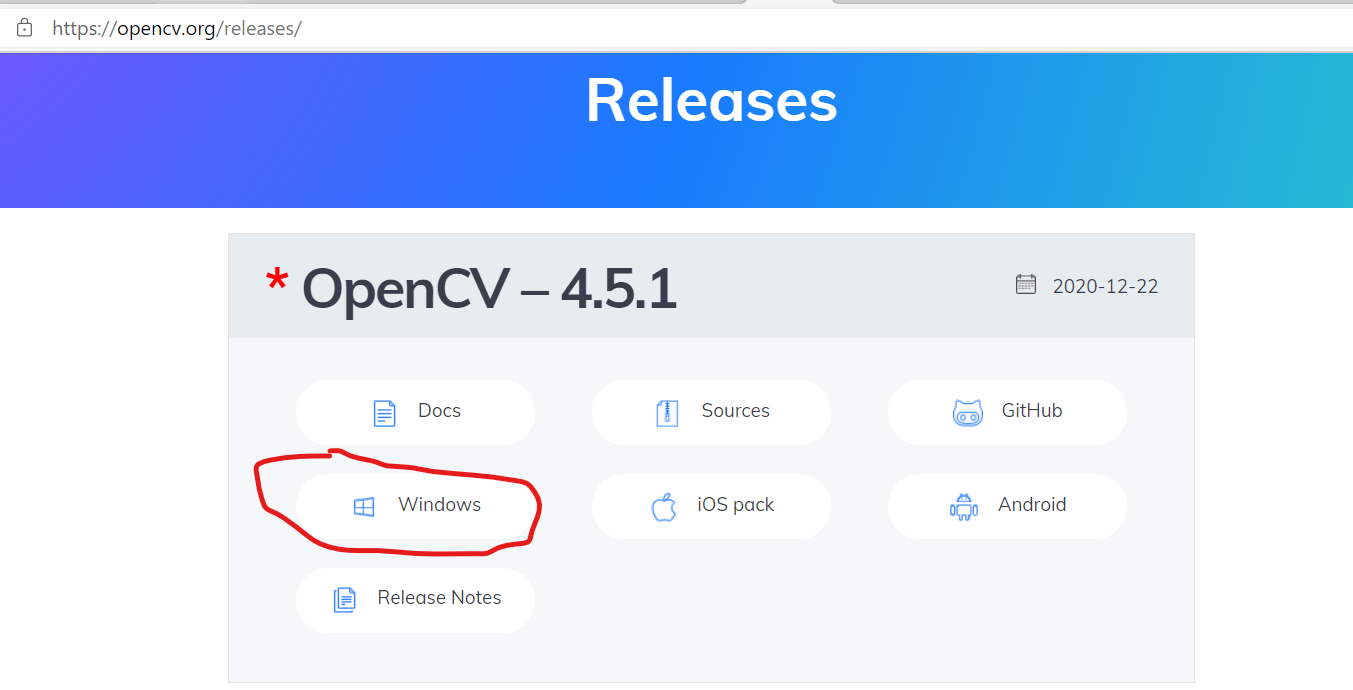 https://opencv.org/releases/
Releases
* OpenCV – 4.5.1
2020-12-22
Docs
Sources
GitHub
Windows
iOS pack
Android
Release Notes